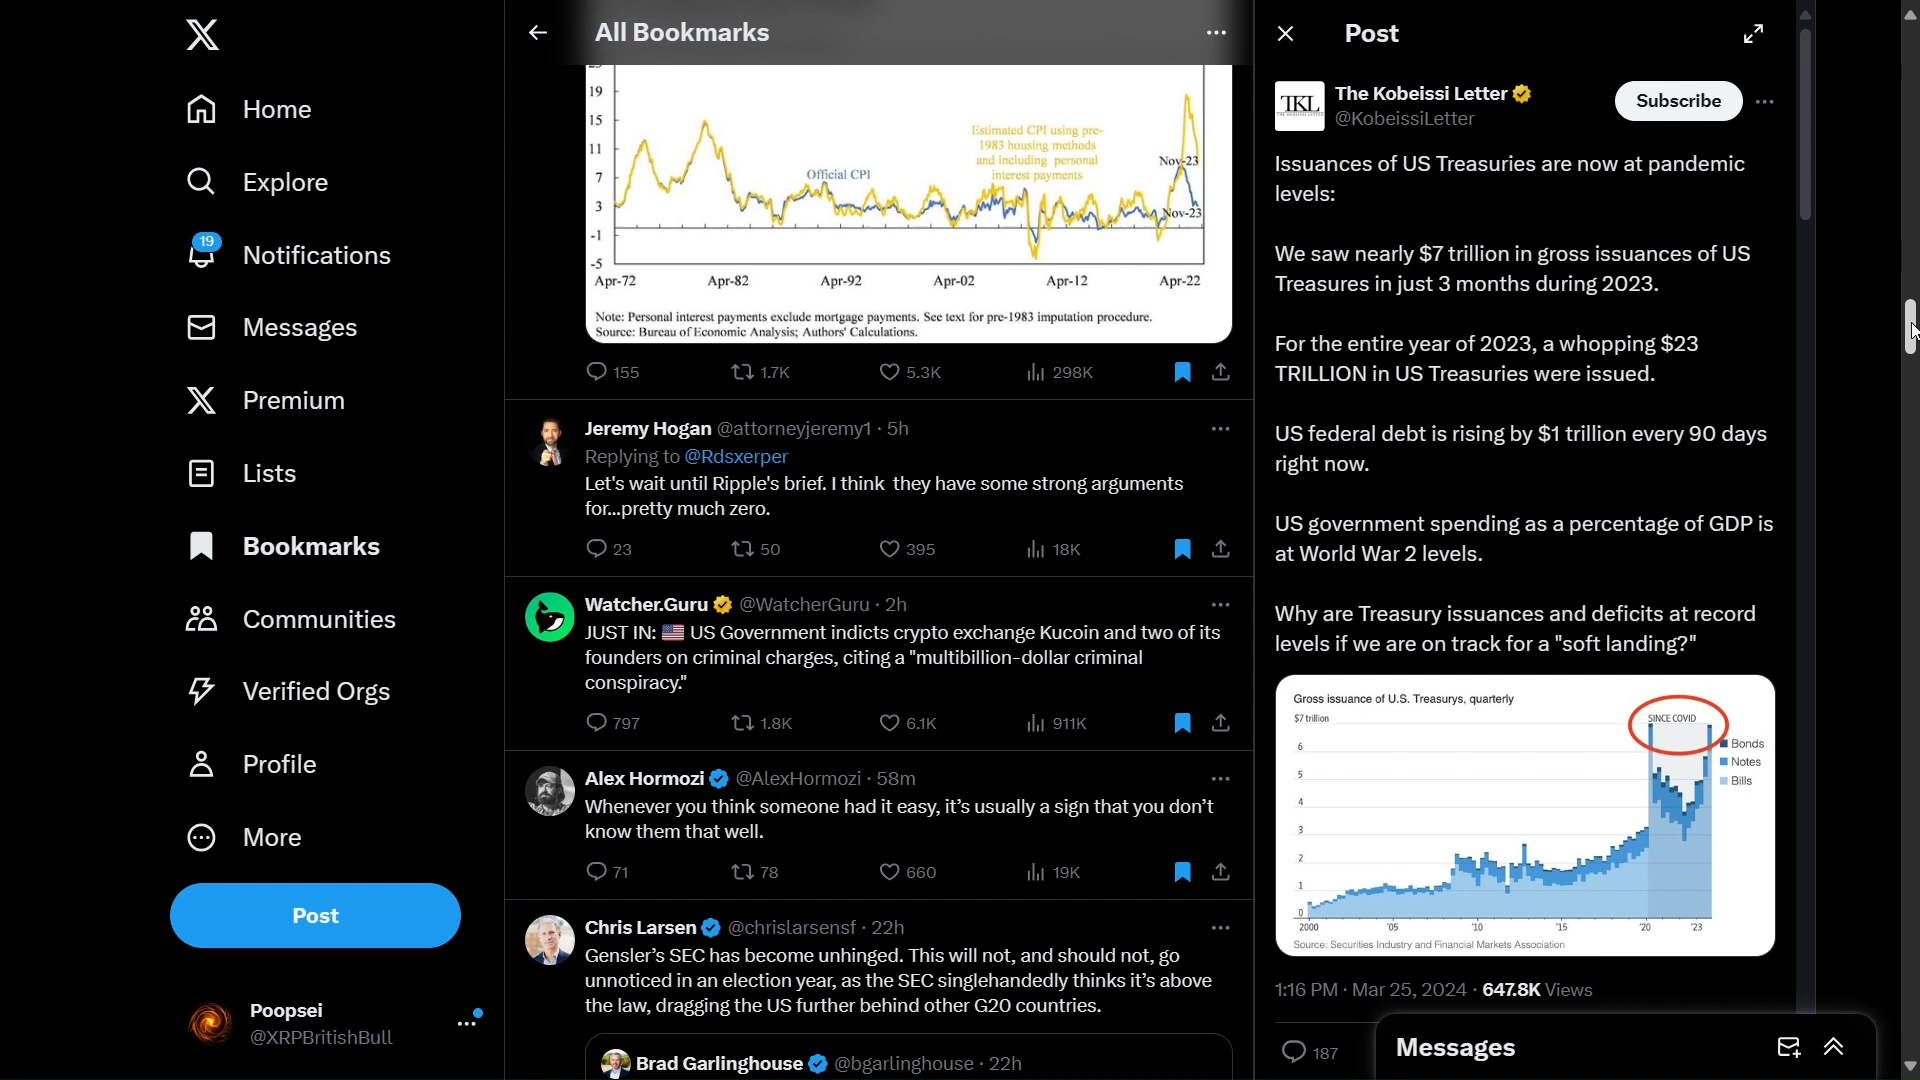 Home
Explore
19
Notifications
Messages
Premium
Lists
Bookmarks
Communities
Verified Orgs
Profile
More
Post
Poopsei
@XRPBritishBull
All Bookmarks
19
15
11
7
3
-1
-5
Estimated CPI using pre-
1983 housing methods
and including personal
interest payments
Official CPI
Nov-23
Nov-23
Apr-72 Apr-82 Apr-92 Apr-02 Apr-12 Apr-22
Note: Personal interest payments exclude mortgage payments. See text for pre-1983 imputation procedure.
Source: Bureau of Economic Analysis; Authors' Calculations.
155 1.7K 5.3K 298K
Jeremy Hogan @attorneyjeremy1 · 5h
Replying to @Rdsxerper
Let's wait until Ripple's brief. I think they have some strong arguments
for...pretty much zero.
23 50 395 18K
Watcher.Guru @WatcherGuru · 2h
JUST IN: 🇺🇸 US Government indicts crypto exchange Kucoin and two of its
founders on criminal charges, citing a "multibillion-dollar criminal
conspiracy."
797 1.8K 6.1K 911K
Alex Hormozi @AlexHormozi · 58m
Whenever you think someone had it easy, it’s usually a sign that you don’t
know them that well.
71 78 660 19K
Chris Larsen @chrislarsensf · 22h
Gensler’s SEC has become unhinged. This will not, and should not, go
unnoticed in an election year, as the SEC singlehandedly thinks it’s above
the law, dragging the US further behind other G20 countries.
Brad Garlinghouse @bgarlinghouse · 22h
Post
TKL
THE KOBEISSI LETTER
The Kobeissi Letter
@KobeissiLetter
Subscribe
Issuances of US Treasuries are now at pandemic
levels:
We saw nearly $7 trillion in gross issuances of US
Treasures in just 3 months during 2023.
For the entire year of 2023, a whopping $23
TRILLION in US Treasuries were issued.
US federal debt is rising by $1 trillion every 90 days
right now.
US government spending as a percentage of GDP is
at World War 2 levels.
Why are Treasury issuances and deficits at record
levels if we are on track for a "soft landing?"
Gross issuance of U.S. Treasurys, quarterly
$7 trillion
SINCE COVID
6
5
4
3
2
1
0
Bonds
Notes
Bills
2000 '05 '10 '15 '20 '23
Source: Securities Industry and Financial Markets Association
1:16 PM · Mar 25, 2024 · 647.8K Views
187
Messages